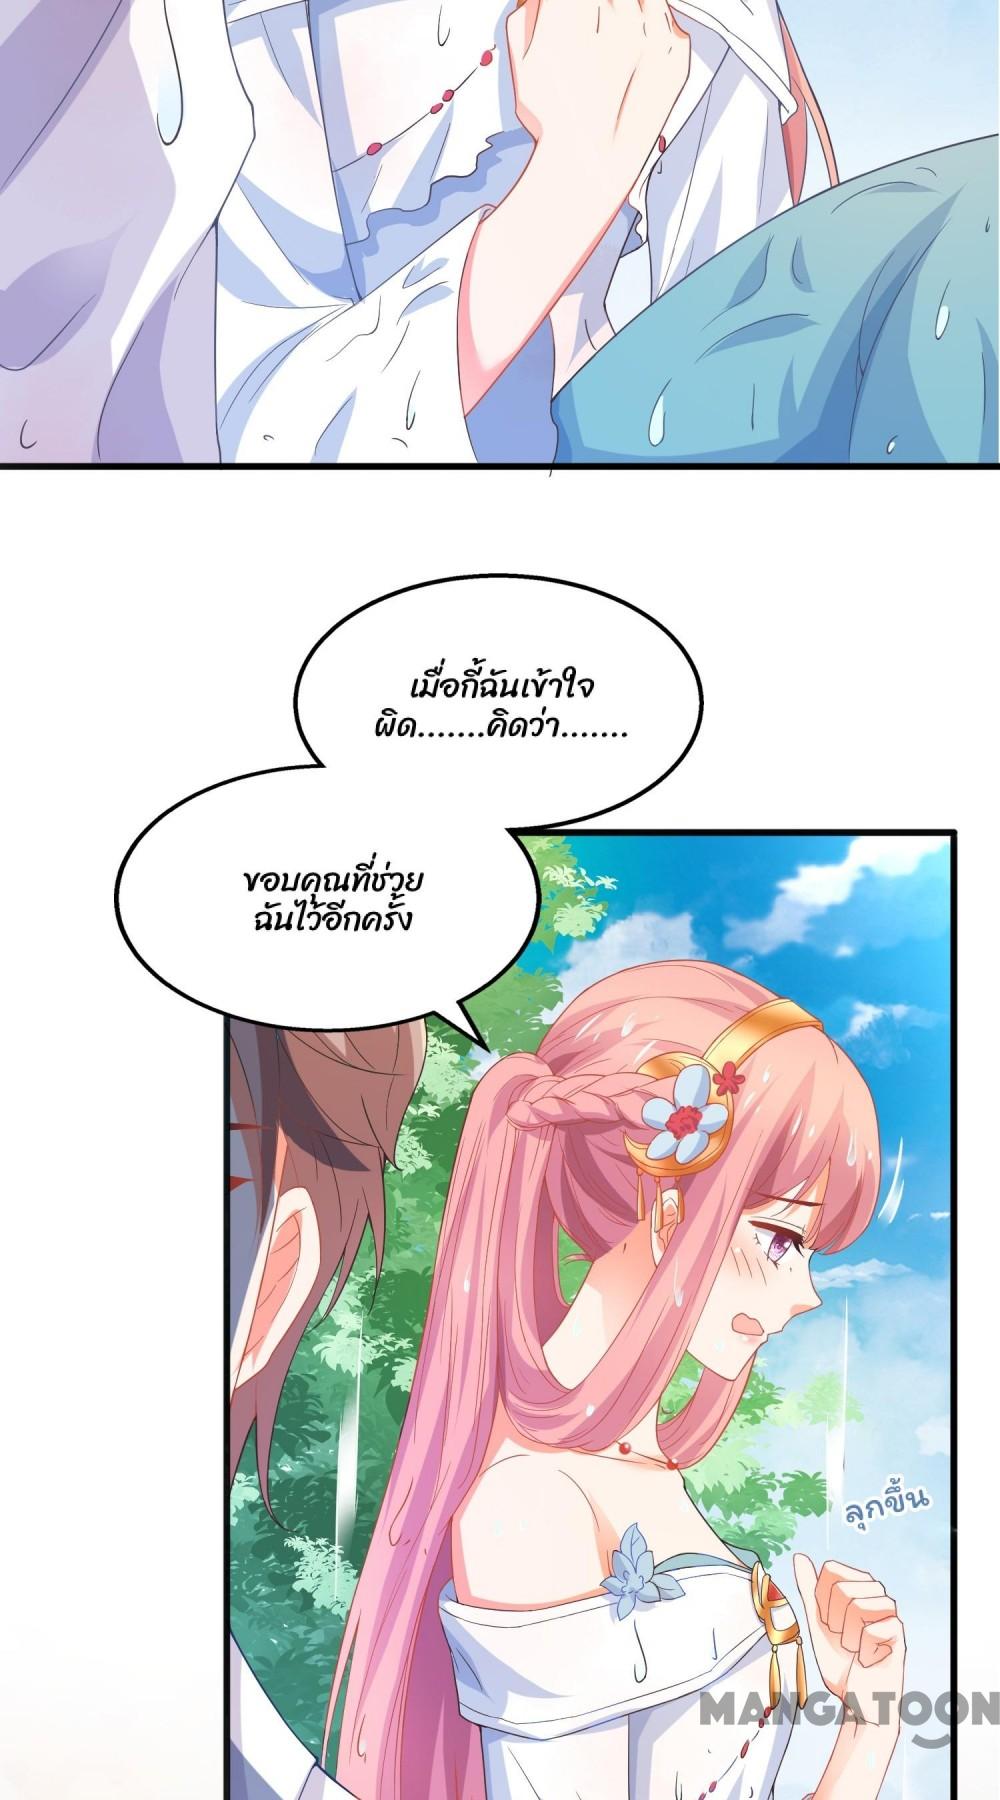 เมื่อกี้ฉันเข้าใจ
ผิด.......คิดว่า.......
ขอบคุณที่ช่วย
ฉันไว้อีกครั้ง
ลุกขึ้น
MANGATOON